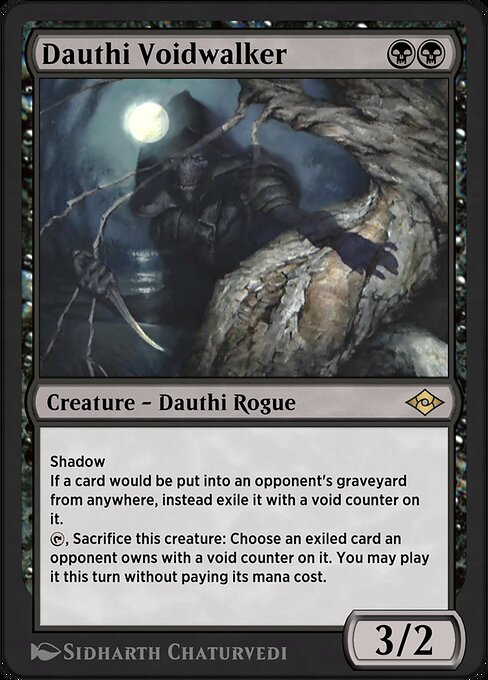 Dauthi Voidwalker
Creature – Dauthi Rogue
Shadow
If a card would be put into an opponent's graveyard
from anywhere, instead exile it with a void counter on
it.
, Sacrifice this creature: Choose an exiled card an
opponent owns with a void counter on it. You may play
it this turn without paying its mana cost.
3/2
Sidharth Chaturvedi